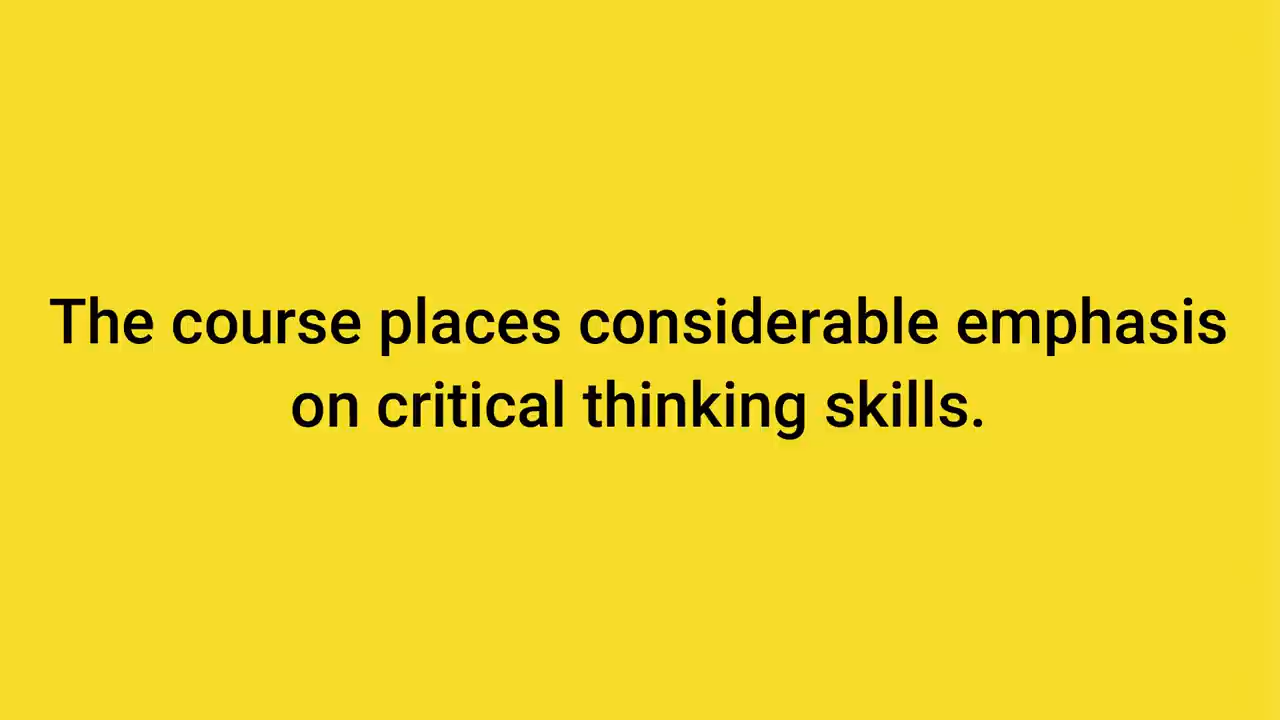 The course places considerable emphasis
on critical thinking skills.